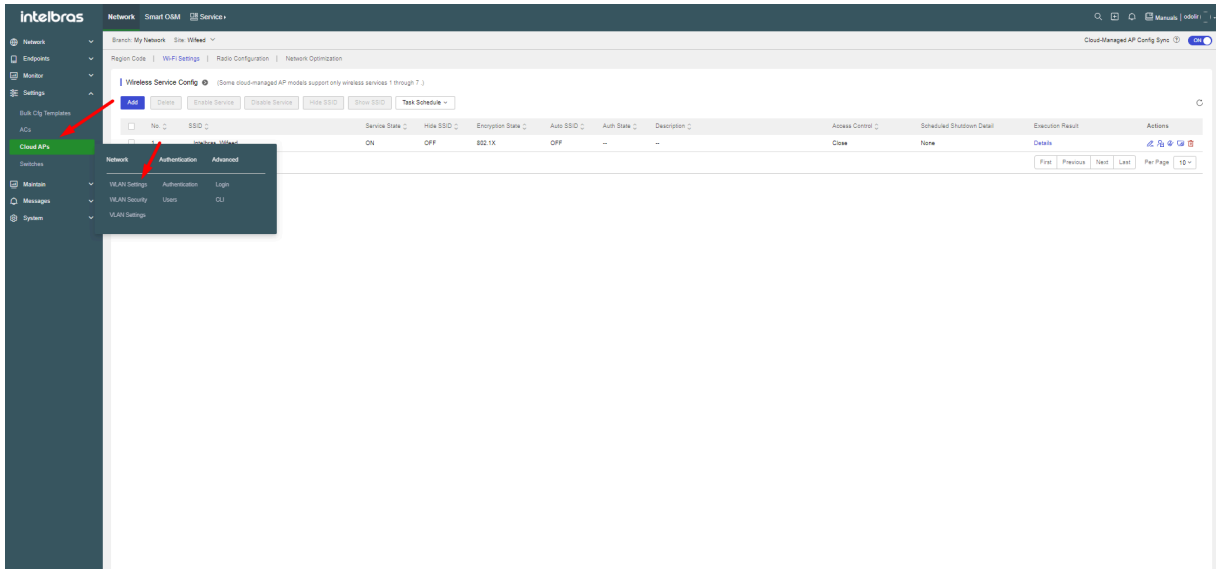 intelbras Network Smart O&M Service Manuals
Network Branch: My Network Site: Wifeed Cloud-Managed AP Config Sync ON
Endpoints Region Code | Wi-Fi Settings | Radio Configuration | Network Optimization
Monitor
Settings
Wireless Service Config (Some cloud-managed AP models support only wireless services 1 through 7 .)
Add Delete Enable Service Disable Service Hide SSID Show SSID Task Schedule
Bulk Cfg Templates
ACs
No. SSID Service State Hide SSID Encryption State Auto SSID Auth State Description Access Control Scheduled Shutdown Detail Execution Result Actions
Cloud APs
1 Intelbras_Wifeed ON OFF 802.1X OFF -- -- Close None Details
Switches
Network Authentication Advanced
First Previous Next Last Per Page 10
Maintain
WLAN Settings Authentication Login
Messages
WLAN Security Users CLI
System
VLAN Settings